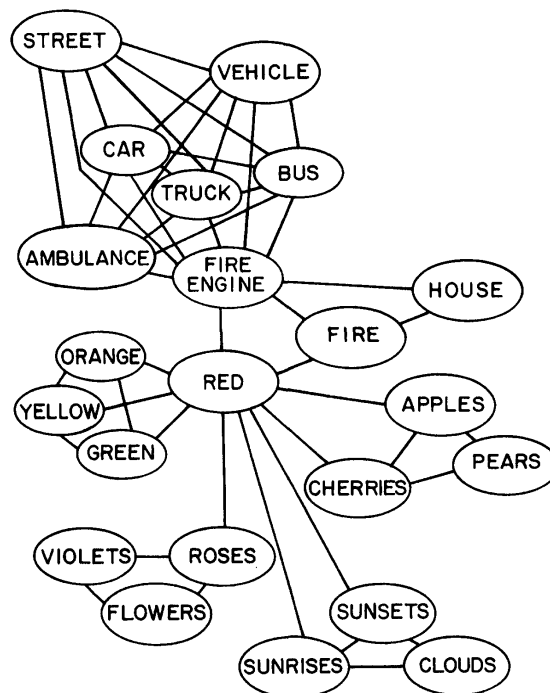 STREET
VEHICLE
CAR
BUS
TRUCK
AMBULANCE
FIRE
ENGINE
HOUSE
FIRE
ORANGE
RED
YELLOW
APPLES
GREEN
PEARS
CHERRIES
VIOLETS
ROSES
FLOWERS
SUNSETS
SUNRISES
CLOUDS